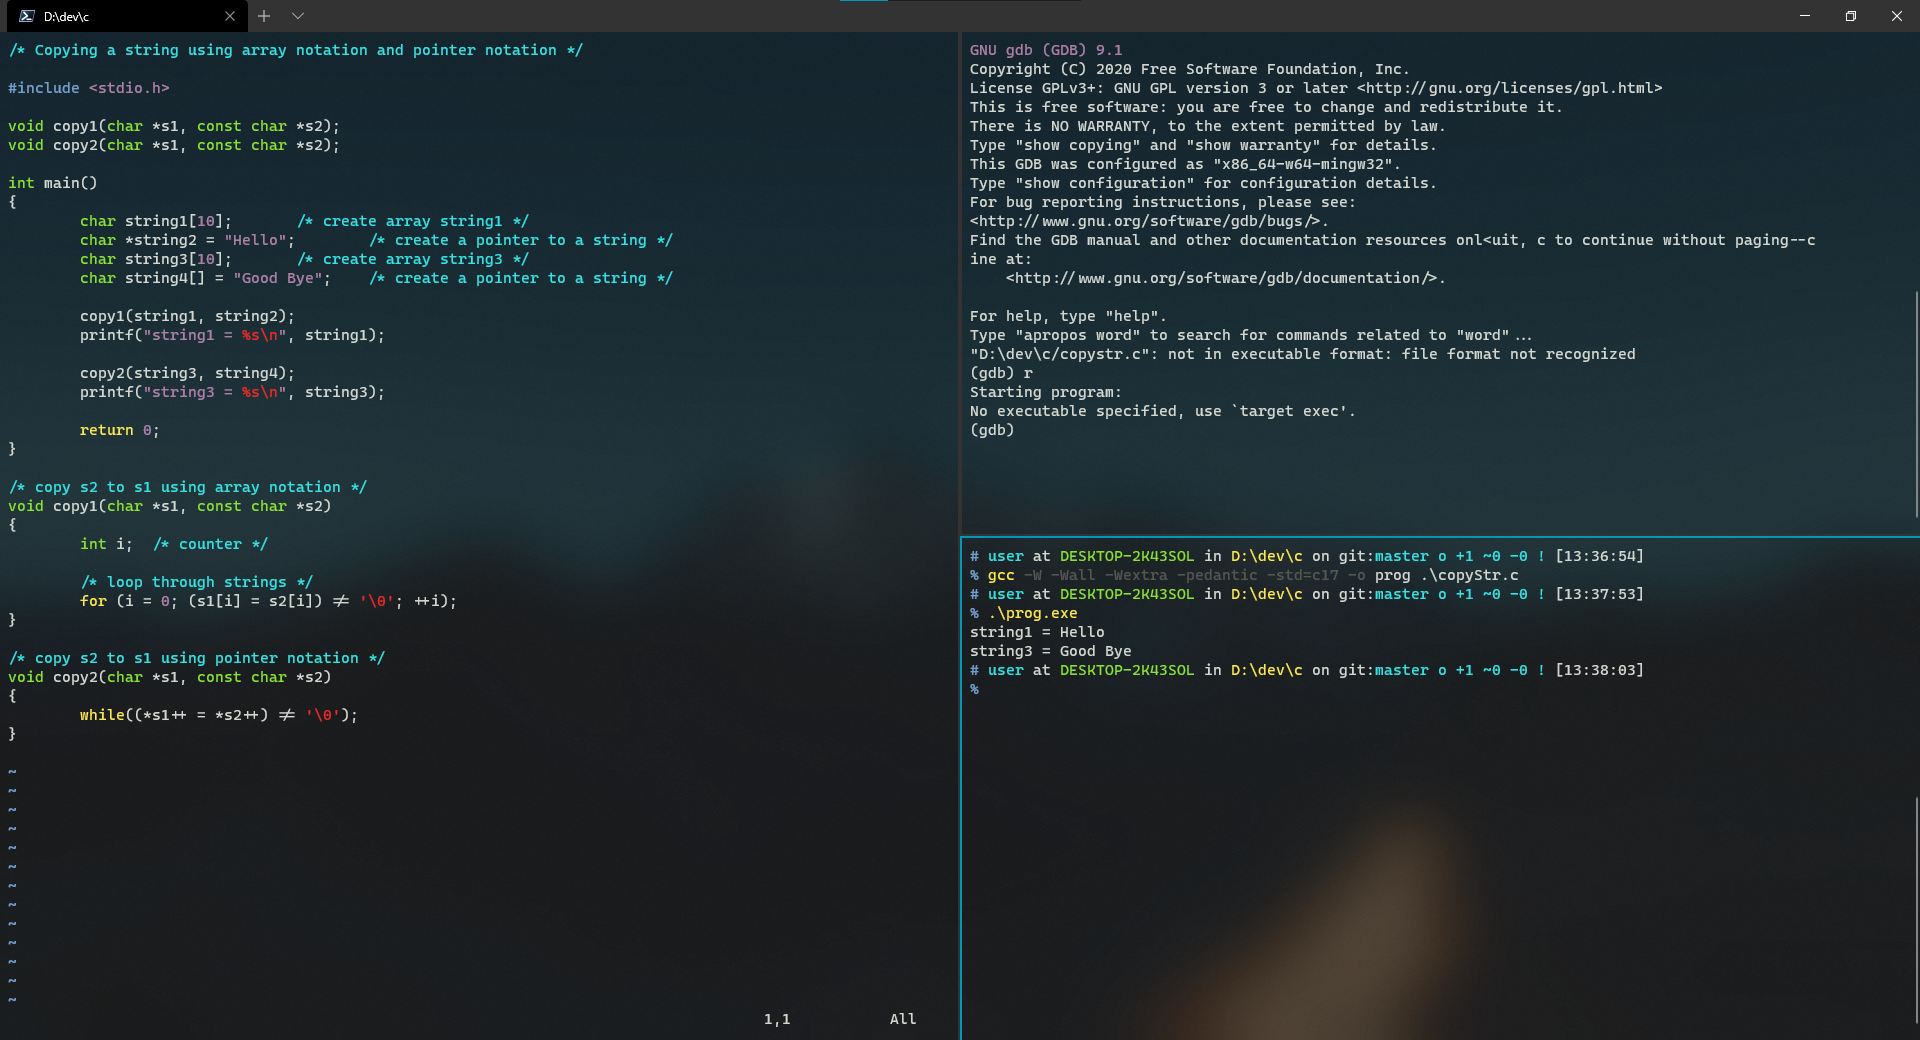 D:\dev\c
/* Copying a string using array notation and pointer notation */
#include <stdio.h>
void copy1(char *s1, const char *s2);
void copy2(char *s1, const char *s2);
int main()
{
char string1[10]; /* create array string1 */
char *string2 = "Hello"; /* create a pointer to a string */
char string3[10]; /* create array string3 */
char string4[] = "Good Bye"; /* create a pointer to a string */
copy1(string1, string2);
printf("string1 = %s\n", string1);
copy2(string3, string4);
printf("string3 = %s\n", string3);
return 0;
}
/* copy s2 to s1 using array notation */
void copy1(char *s1, const char *s2)
{
int i; /* counter */
/* loop through strings */
for (i = 0; (s1[i] = s2[i]) != '\0'; ++i);
}
/* copy s2 to s1 using pointer notation */
void copy2(char *s1, const char *s2)
{
while((*s1++ = *s2++) != '\0');
}
~
~
~
~
~
~
~
~
~
~
~
~
~
1,1 All
GNU gdb (GDB) 9.1
Copyright (C) 2020 Free Software Foundation, Inc.
License GPLv3+: GNU GPL version 3 or later <http://gnu.org/licenses/gpl.html>
This is free software: you are free to change and redistribute it.
There is NO WARRANTY, to the extent permitted by law.
Type "show copying" and "show warranty" for details.
This GDB was configured as "x86_64-w64-mingw32".
Type "show configuration" for configuration details.
For bug reporting instructions, please see:
<http://www.gnu.org/software/gdb/bugs/>.
Find the GDB manual and other documentation resources onl<uit, c to continue without paging--c
ine at:
<http://www.gnu.org/software/gdb/documentation/>.
For help, type "help".
Type "apropos word" to search for commands related to "word"...
"D:\dev\c/copystr.c": not in executable format: file format not recognized
(gdb) r
Starting program:
No executable specified, use `target exec'.
(gdb)
# user at DESKTOP-2K43SOL in D:\dev\c on git:master o +1 ~0 -0 ! [13:36:54]
% gcc -W -Wall -Wextra -pedantic -std=c17 -o prog .\copyStr.c
# user at DESKTOP-2K43SOL in D:\dev\c on git:master o +1 ~0 -0 ! [13:37:53]
% .\prog.exe
string1 = Hello
string3 = Good Bye
# user at DESKTOP-2K43SOL in D:\dev\c on git:master o +1 ~0 -0 ! [13:38:03]
%